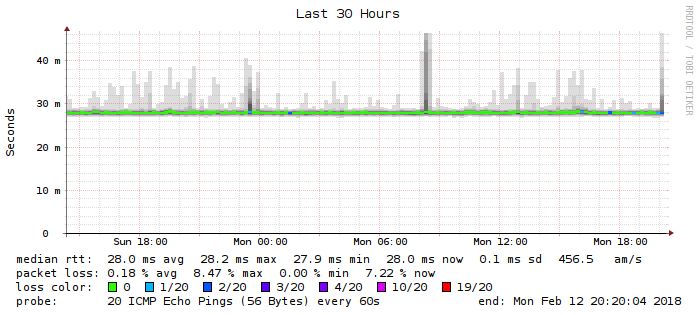 Last 30 Hours
RRDTOOL / TOBI OETIKER
Seconds
40 m
30 m
20 m
10 m
0
Sun 18:00 Mon 00:00 Mon 06:00 Mon 12:00 Mon 18:00
median rtt: 28.0 ms avg 28.2 ms max 27.9 ms min 28.0 ms now 0.1 ms sd 456.5 am/s
packet loss: 0.18 % avg 8.47 % max 0.00 % min 7.22 % now
loss color: 0 1/20 2/20 3/20 4/20 10/20 19/20
probe: 20 ICMP Echo Pings (56 Bytes) every 60s end: Mon Feb 12 20:20:04 2018